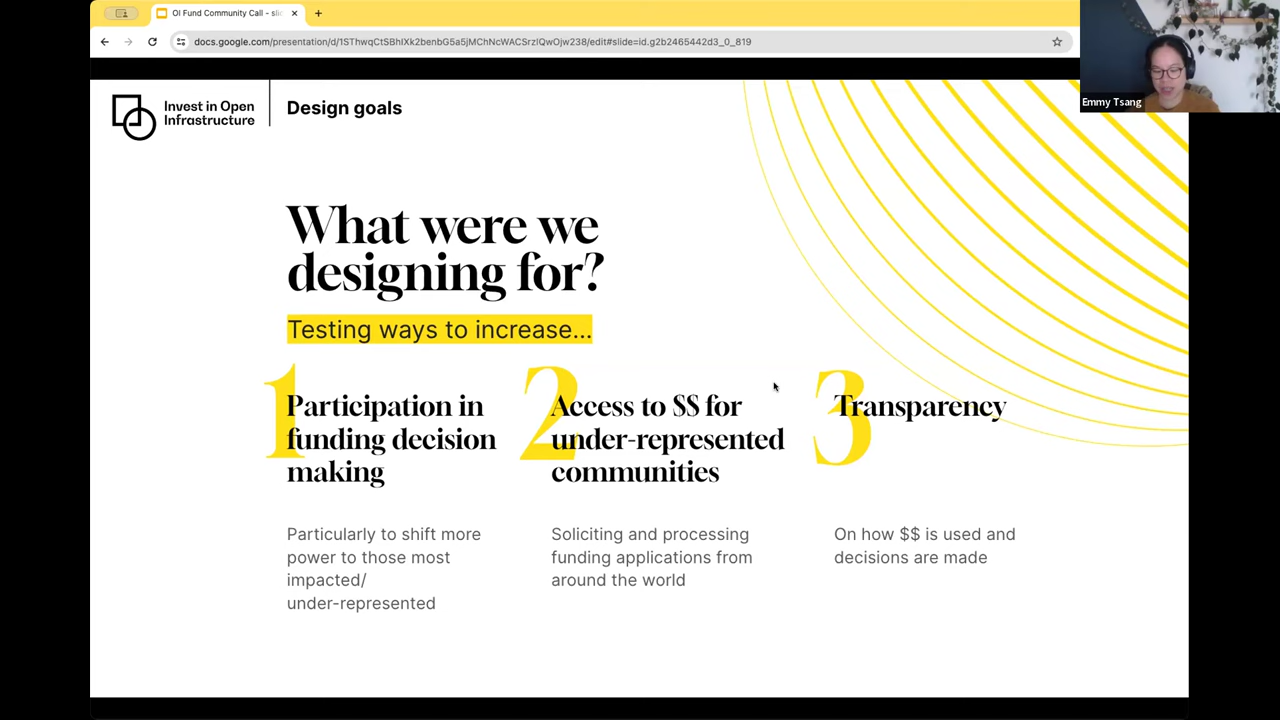 OI Fund Community Call - sli
docs.google.com/presentation/d/1SThwqCtSBhIXk2benbG5a5jMChNcWACSrzIQwOjw238/edit#slide=id.g2b2465442d3_0_819
Emmy Tsang
Invest in Open
Infrastructure
Design goals
What were we
designing for?
Testing ways to increase...
1
Participation in
funding decision
making
Particularly to shift more
power to those most
impacted/
under-represented
2
Access to $$ for
under-represented
communities
Soliciting and processing
funding applications from
around the world
3
Transparency
On how $$ is used and
decisions are made